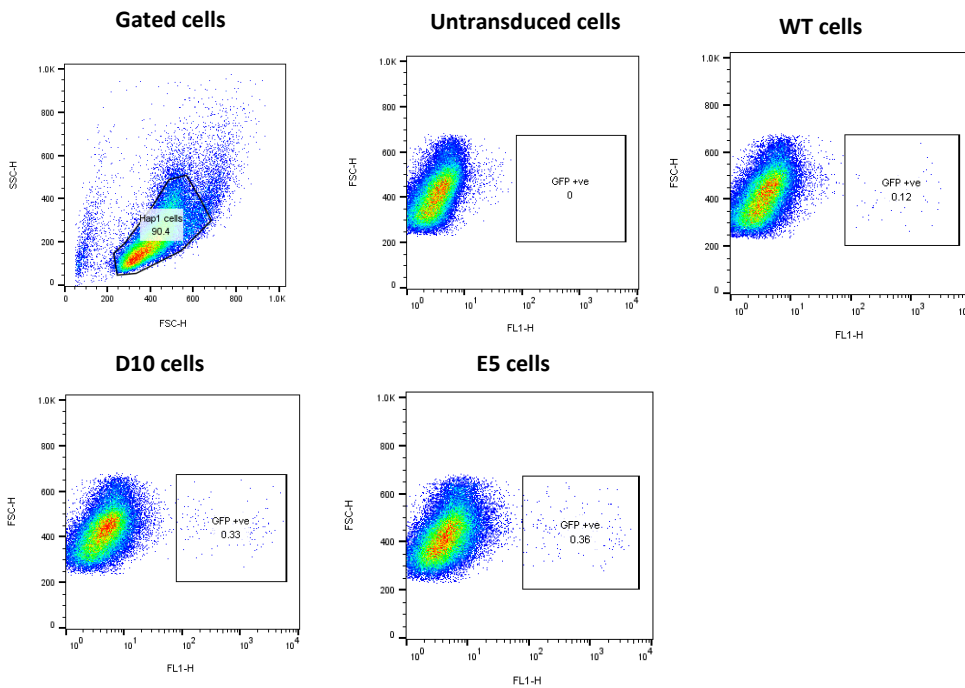 Gated cells
Untransduced cells
WT cells
1.0K
800
600
400
200
0
SSC-H
Hap1 cells
90.4
0 200 400 600 800 1.0K
FSC-H
1.0K
800
600
400
200
0
FSC-H
GFP +ve
0
10^0 10^1 10^2 10^3 10^4
FL1-H
1.0K
800
600
400
200
0
FSC-H
GFP +ve
0.12
10^0 10^1 10^2 10^3
FL1-H
D10 cells
E5 cells
1.0K
800
600
400
200
0
FSC-H
GFP +ve
0.33
10^0 10^1 10^2 10^3 10^4
FL1-H
1.0K
800
600
400
200
0
FSC-H
GFP +ve
0.36
10^0 10^1 10^2 10^3 10^4
FL1-H